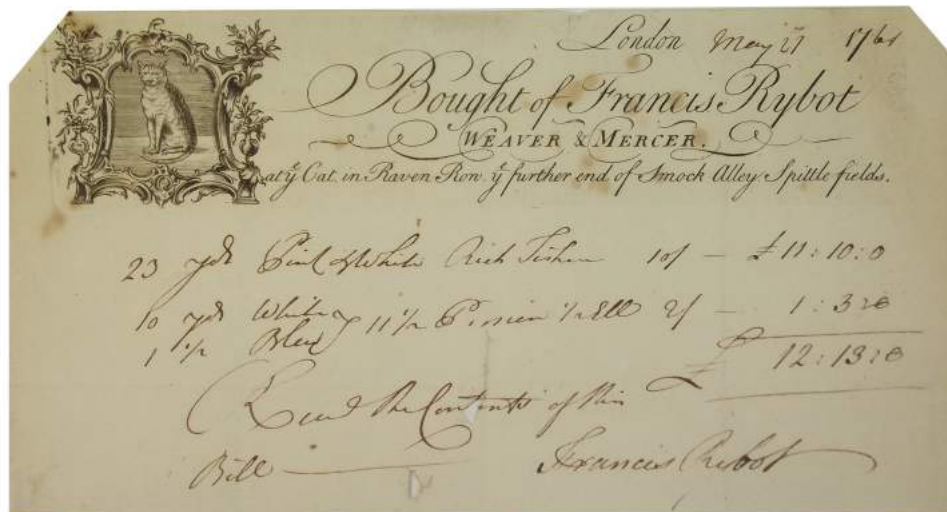 London May 27 1761
Bought of Francis Rybot
WEAVER & MERCER.
at ye Cat in Raven Row ye further end of Smock Alley Spittle fields.
23 yds Pink & White Rich 10/ — £ 11 : 10 : 0
10 yds White 11 1/2 1/2 Ell 2/ — 1 : 3 : 0
1 1/2
£ 12 : 13 : 0
Recd the Contents of this
Bill — Francis Rybot